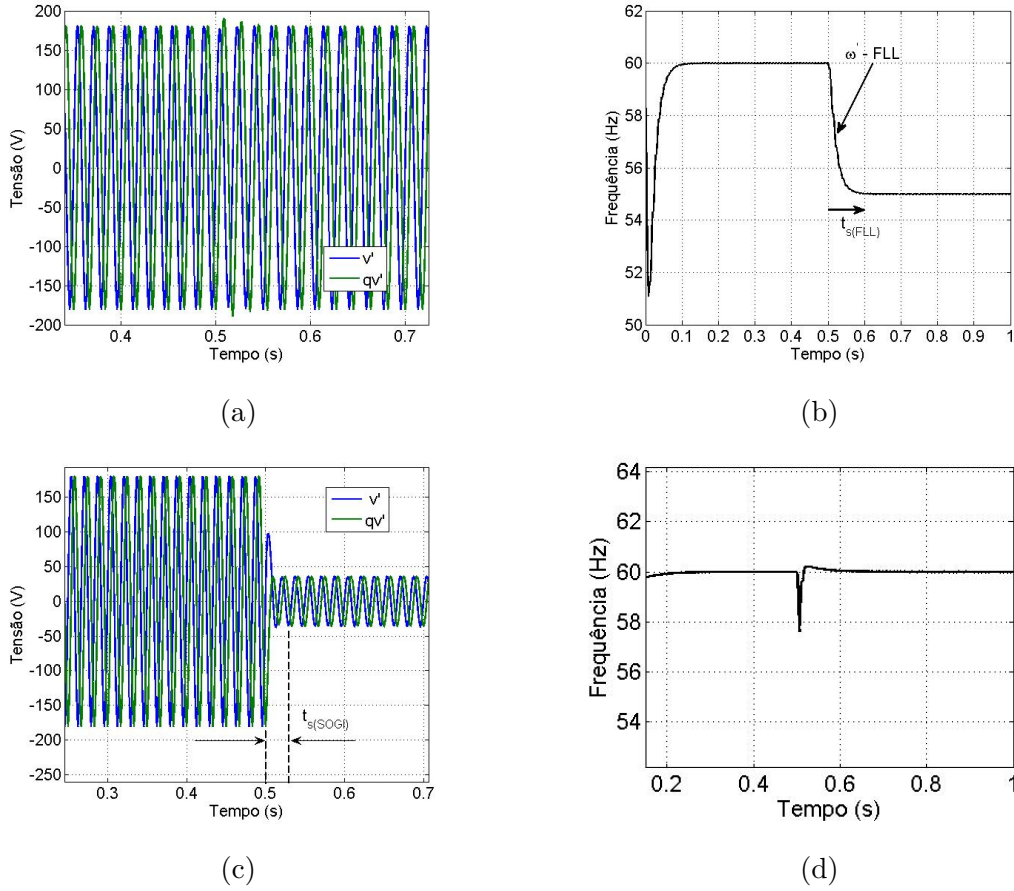 200
150
100
50
0
-50
-100
-150
-200
Tensão (V)
v'
qv'
0.4
0.5
0.6
0.7
Tempo (s)
(a)
62
60
58
56
54
52
50
Frequência (Hz)
ω' - FLL
ts(FLL)
0 0.1 0.2 0.3 0.4 0.5 0.6 0.7 0.8 0.9 1
Tempo (s)
(b)
150
100
50
0
-50
-100
-150
-200
-250
Tensão (V)
v'
qv'
ts(SOGI)
0.3 0.4 0.5 0.6 0.7
Tempo (s)
(c)
64
62
60
58
56
54
Frequência (Hz)
0.2 0.4 0.6 0.8 1
Tempo (s)
(d)